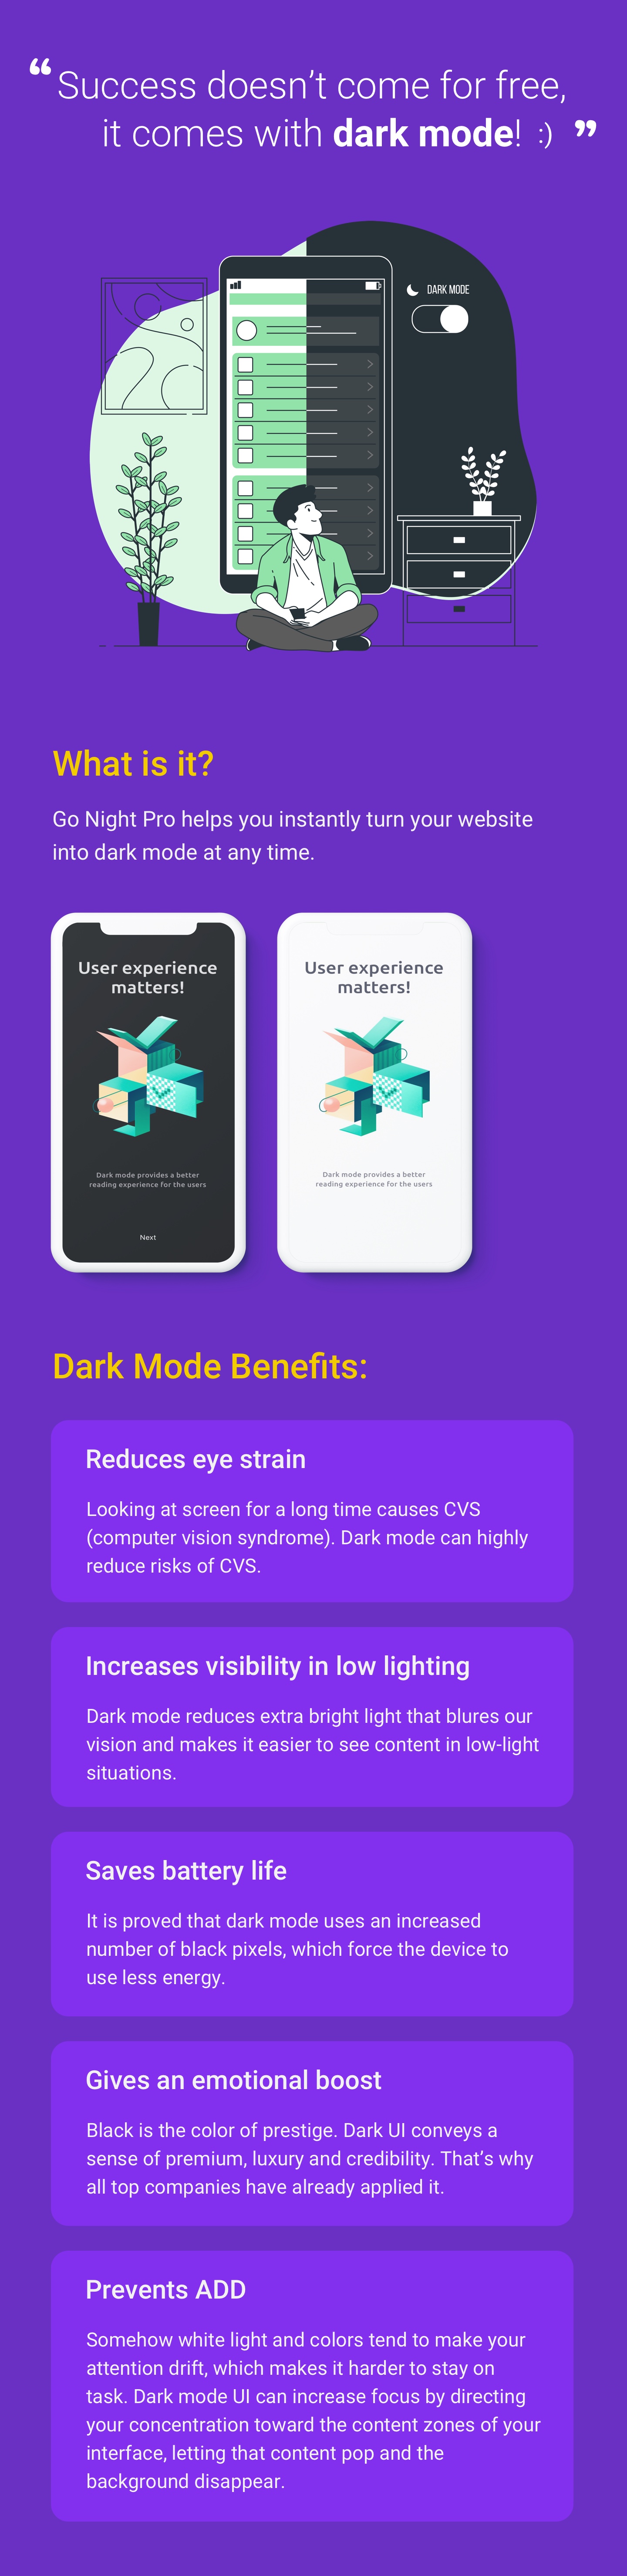 “ Success doesn’t come for free,
it comes with dark mode! :) ”
DARK MODE
What is it?
Go Night Pro helps you instantly turn your website
into dark mode at any time.
User experience
matters!
Dark mode provides a better
reading experience for the users
Next
User experience
matters!
Dark mode provides a better
reading experience for the users
Dark Mode Benefits:
Reduces eye strain
Looking at screen for a long time causes CVS
(computer vision syndrome). Dark mode can highly
reduce risks of CVS.
Increases visibility in low lighting
Dark mode reduces extra bright light that blures our
vision and makes it easier to see content in low-light
situations.
Saves battery life
It is proved that dark mode uses an increased
number of black pixels, which force the device to
use less energy.
Gives an emotional boost
Black is the color of prestige. Dark UI conveys a
sense of premium, luxury and credibility. That’s why
all top companies have already applied it.
Prevents ADD
Somehow white light and colors tend to make your
attention drift, which makes it harder to stay on
task. Dark mode UI can increase focus by directing
your concentration toward the content zones of your
interface, letting that content pop and the
background disappear.